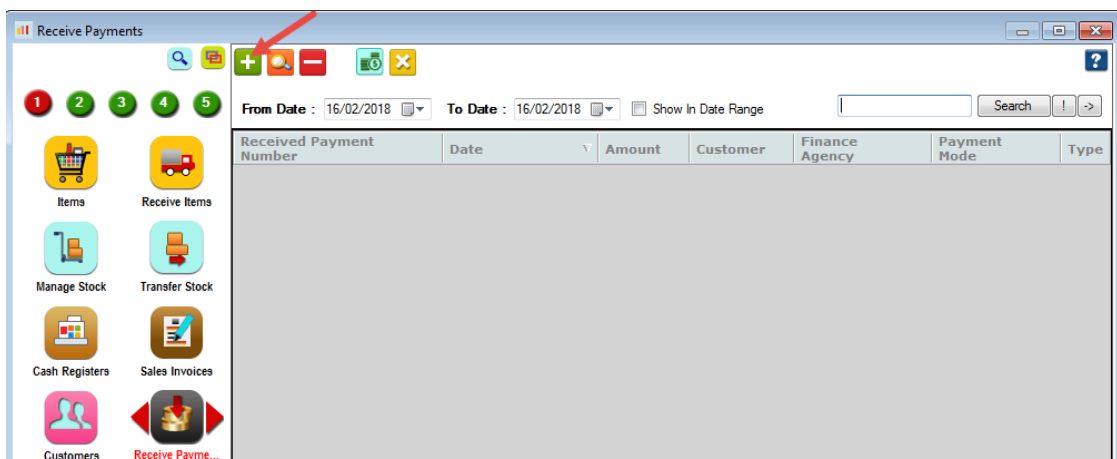 Receive Payments
?
1 2 3 4 5
From Date : 16/02/2018 To Date : 16/02/2018 Show In Date Range Search ! ->
Received Payment Number Date Amount Customer Finance Agency Payment Mode Type
Items Receive Items
Manage Stock Transfer Stock
Cash Registers Sales Invoices
Customers Receive Payme...